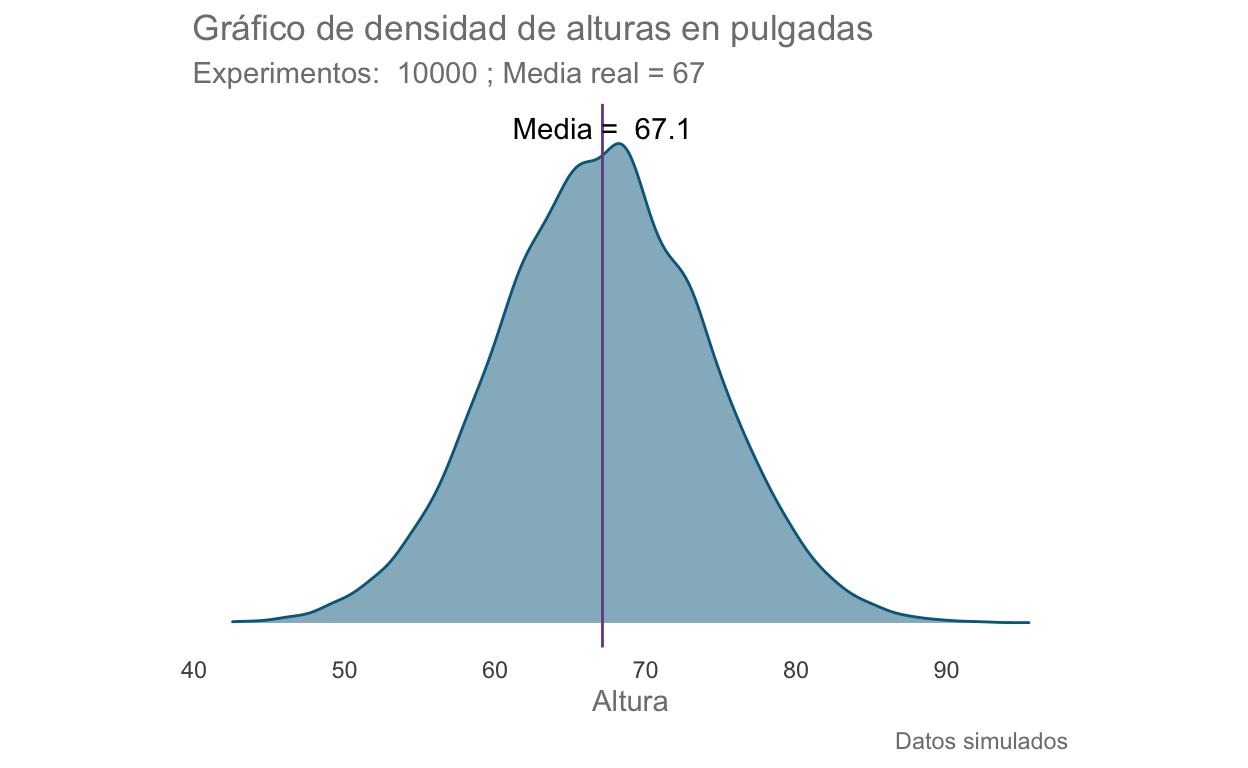 Gráfico de densidad de alturas en pulgadas
Experimentos:  10000 ; Media real = 67
Media =  67.1
40 50 60 70 80 90
Altura
Datos simulados